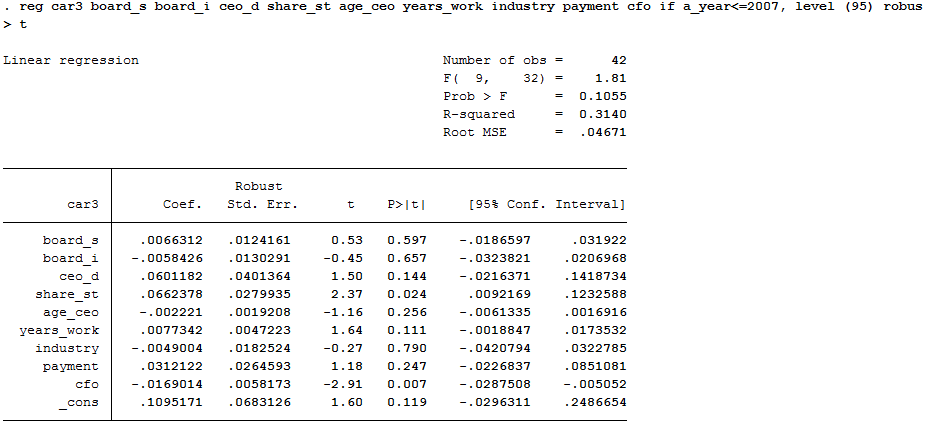 . reg car3 board_s board_i ceo_d share_st age_ceo years_work industry payment cfo if a_year<=2007, level (95) robus
> t
Linear regression Number of obs = 42
F( 9, 32) = 1.81
Prob > F = 0.1055
R-squared = 0.3140
Root MSE = .04671
Robust
car3 Coef. Std. Err. t P>|t| [95% Conf. Interval]
board_s .0066312 .0124161 0.53 0.597 -.0186597 .031922
board_i -.0058426 .0130291 -0.45 0.657 -.0323821 .0206968
ceo_d .0601182 .0401364 1.50 0.144 -.0216371 .1418734
share_st .0662378 .0279935 2.37 0.024 .0092169 .1232588
age_ceo -.002221 .0019208 -1.16 0.256 -.0061335 .0016916
years_work .0077342 .0047223 1.64 0.111 -.0018847 .0173532
industry -.0049004 .0182524 -0.27 0.790 -.0420794 .0322785
payment .0312122 .0264593 1.18 0.247 -.0226837 .0851081
cfo -.0169014 .0058173 -2.91 0.007 -.0287508 -.005052
_cons .1095171 .0683126 1.60 0.119 -.0296311 .2486654